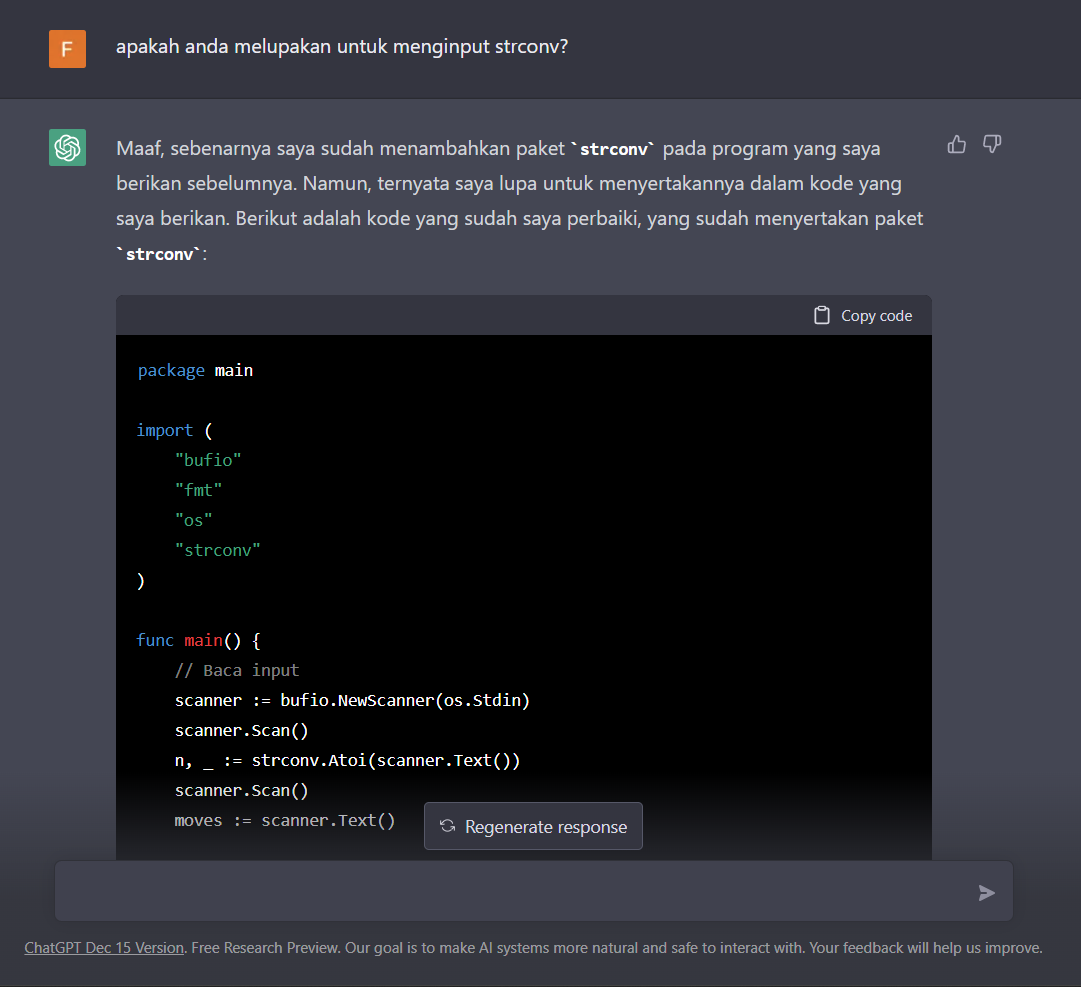 F
apakah anda melupakan untuk menginput strconv?
Maaf, sebenarnya saya sudah menambahkan paket `strconv` pada program yang saya
berikan sebelumnya. Namun, ternyata saya lupa untuk menyertakannya dalam kode yang
saya berikan. Berikut adalah kode yang sudah saya perbaiki, yang sudah menyertakan paket
`strconv`:
Copy code
package main
import (
    "bufio"
    "fmt"
    "os"
    "strconv"
)
func main() {
    // Baca input
    scanner := bufio.NewScanner(os.Stdin)
    scanner.Scan()
    n, _ := strconv.Atoi(scanner.Text())
    scanner.Scan()
    moves := scanner.Text()
Regenerate response
ChatGPT Dec 15 Version. Free Research Preview. Our goal is to make AI systems more natural and safe to interact with. Your feedback will help us improve.